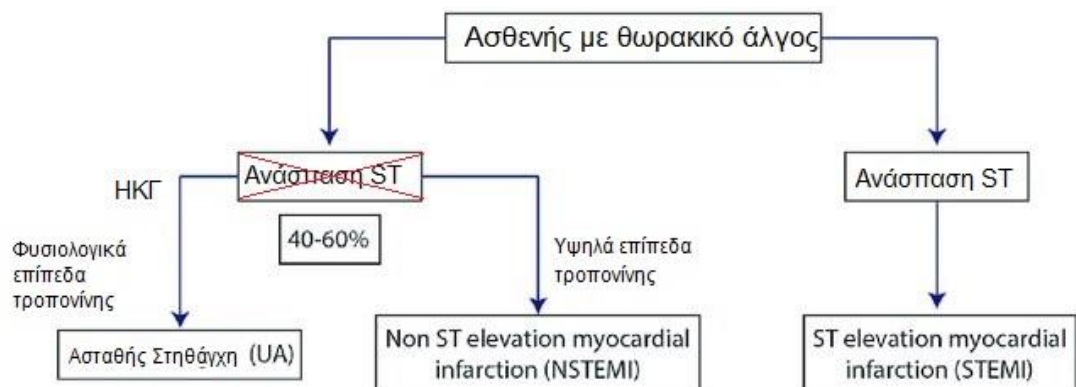 Ασθενής με θωρακικό άλγος
ΗΚΓ
Ανάσπαση ST
Ανάσπαση ST
40-60%
Φυσιολογικά
επίπεδα
τροπονίνης
Υψηλά επίπεδα
τροπονίνης
Ασταθής Στηθάγχη (UA)
Non ST elevation myocardial
infarction (NSTEMI)
ST elevation myocardial
infarction (STEMI)